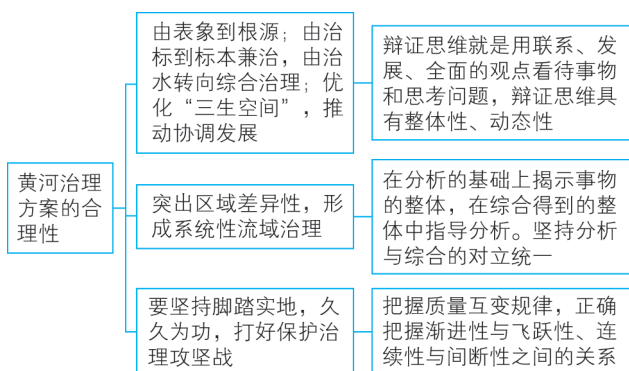 黄河治理
方案的合
理性
由表象到根源；由治
标到标本兼治，由治
水转向综合治理；优
化“三生空间”，推
动协调发展
辩证思维就是用联系、发
展、全面的观点看待事物
和思考问题，辩证思维具
有整体性、动态性
突出区域差异性，形
成系统性流域治理
在分析的基础上揭示事物
的整体，在综合得到的整
体中指导分析。坚持分析
与综合的对立统一
要坚持脚踏实地，久
久为功，打好保护治
理攻坚战
把握质量互变规律，正确
把握渐进性与飞跃性、连
续性与间断性之间的关系